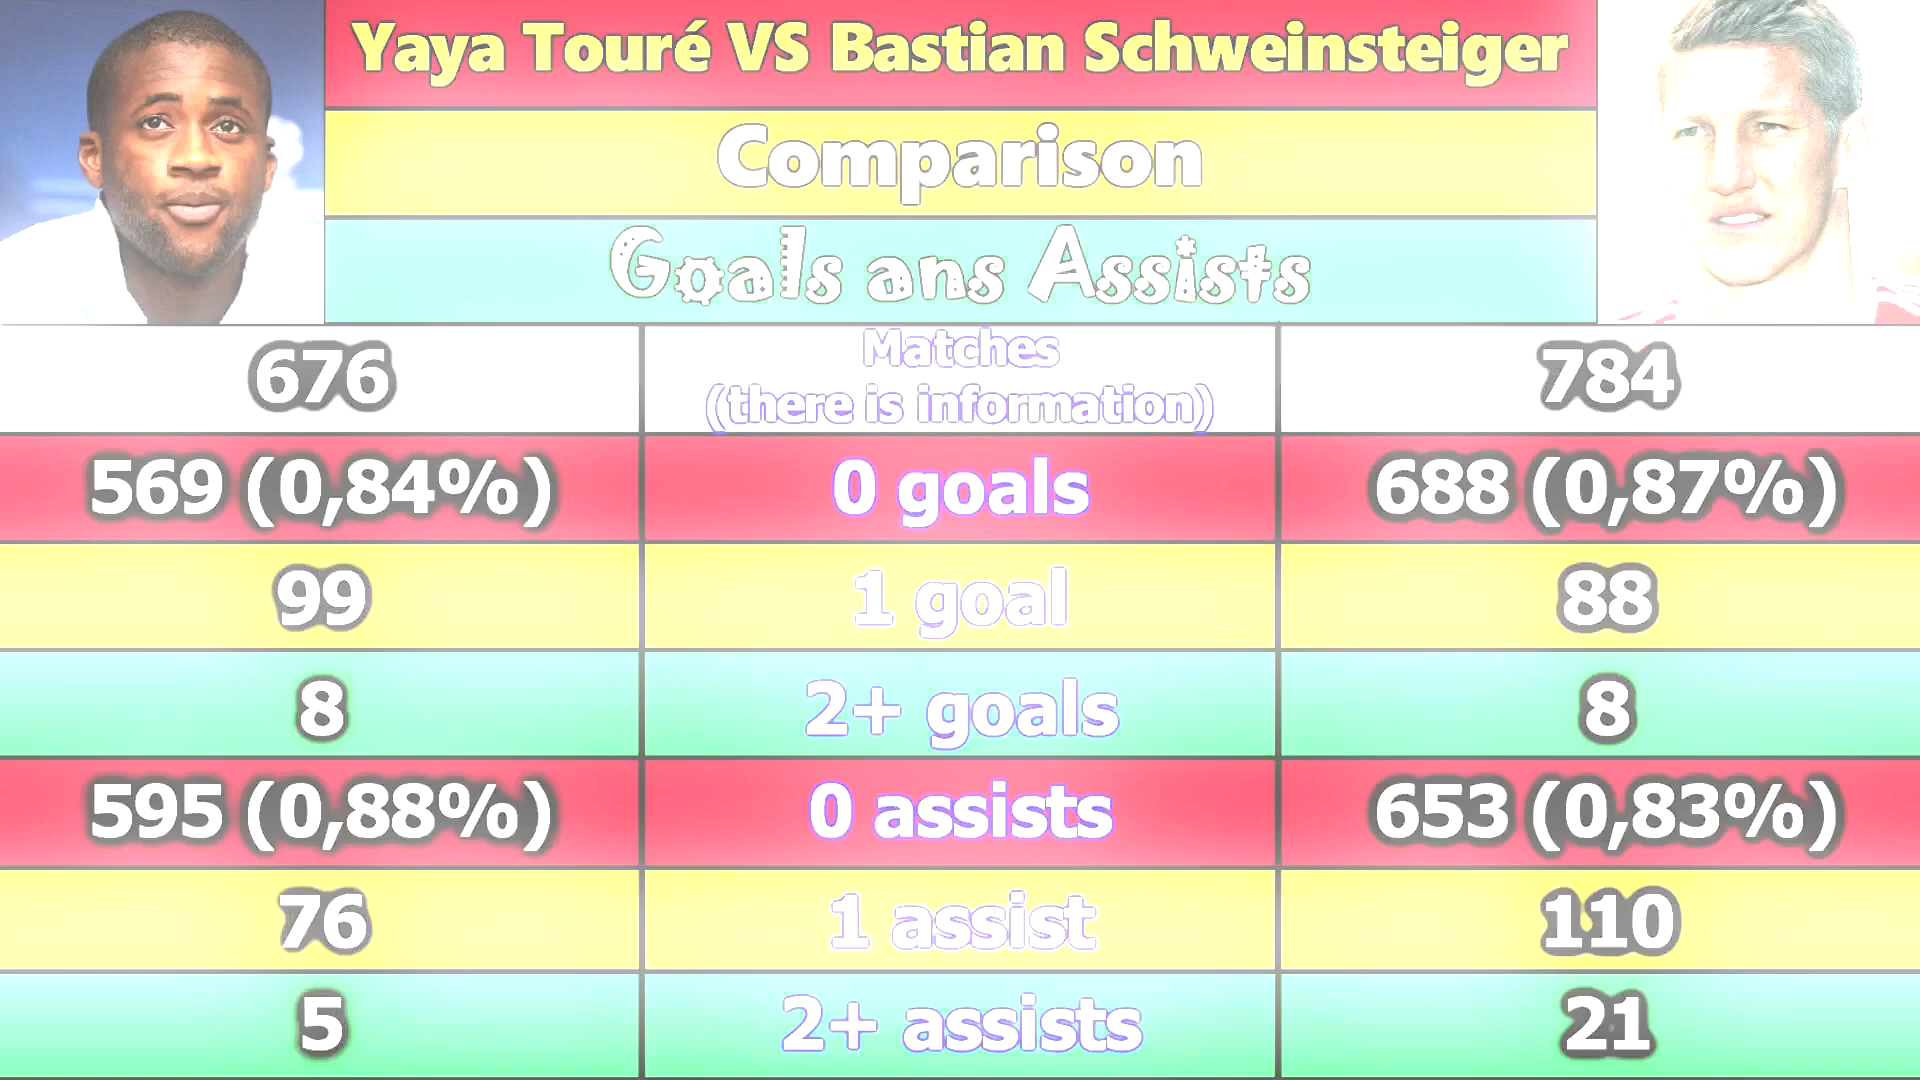 Yaya Touré VS Bastian Schweinsteiger
Comparison
Goals ans Assists
676 Matches 784
(there is information)
569 (0,84%) 0 goals 688 (0,87%)
99 1 goal 88
8 2+ goals 8
595 (0,88%) 0 assists 653 (0,83%)
76 1 assist 110
5 2+ assists 21